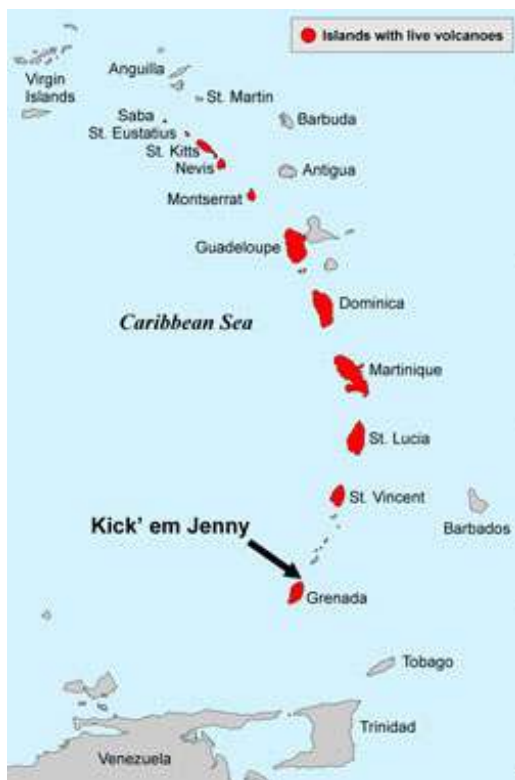 Islands with live volcanoes
Anguilla
Virgin
Islands
St. Martin
Saba
Barbuda
St. Eustatius
St. Kitts
Nevis
Antigua
Montserrat
Guadeloupe
Dominica
Caribbean Sea
Martinique
St. Lucia
St. Vincent
Kick' em Jenny
Barbados
Grenada
Tobago
Trinidad
Venezuela